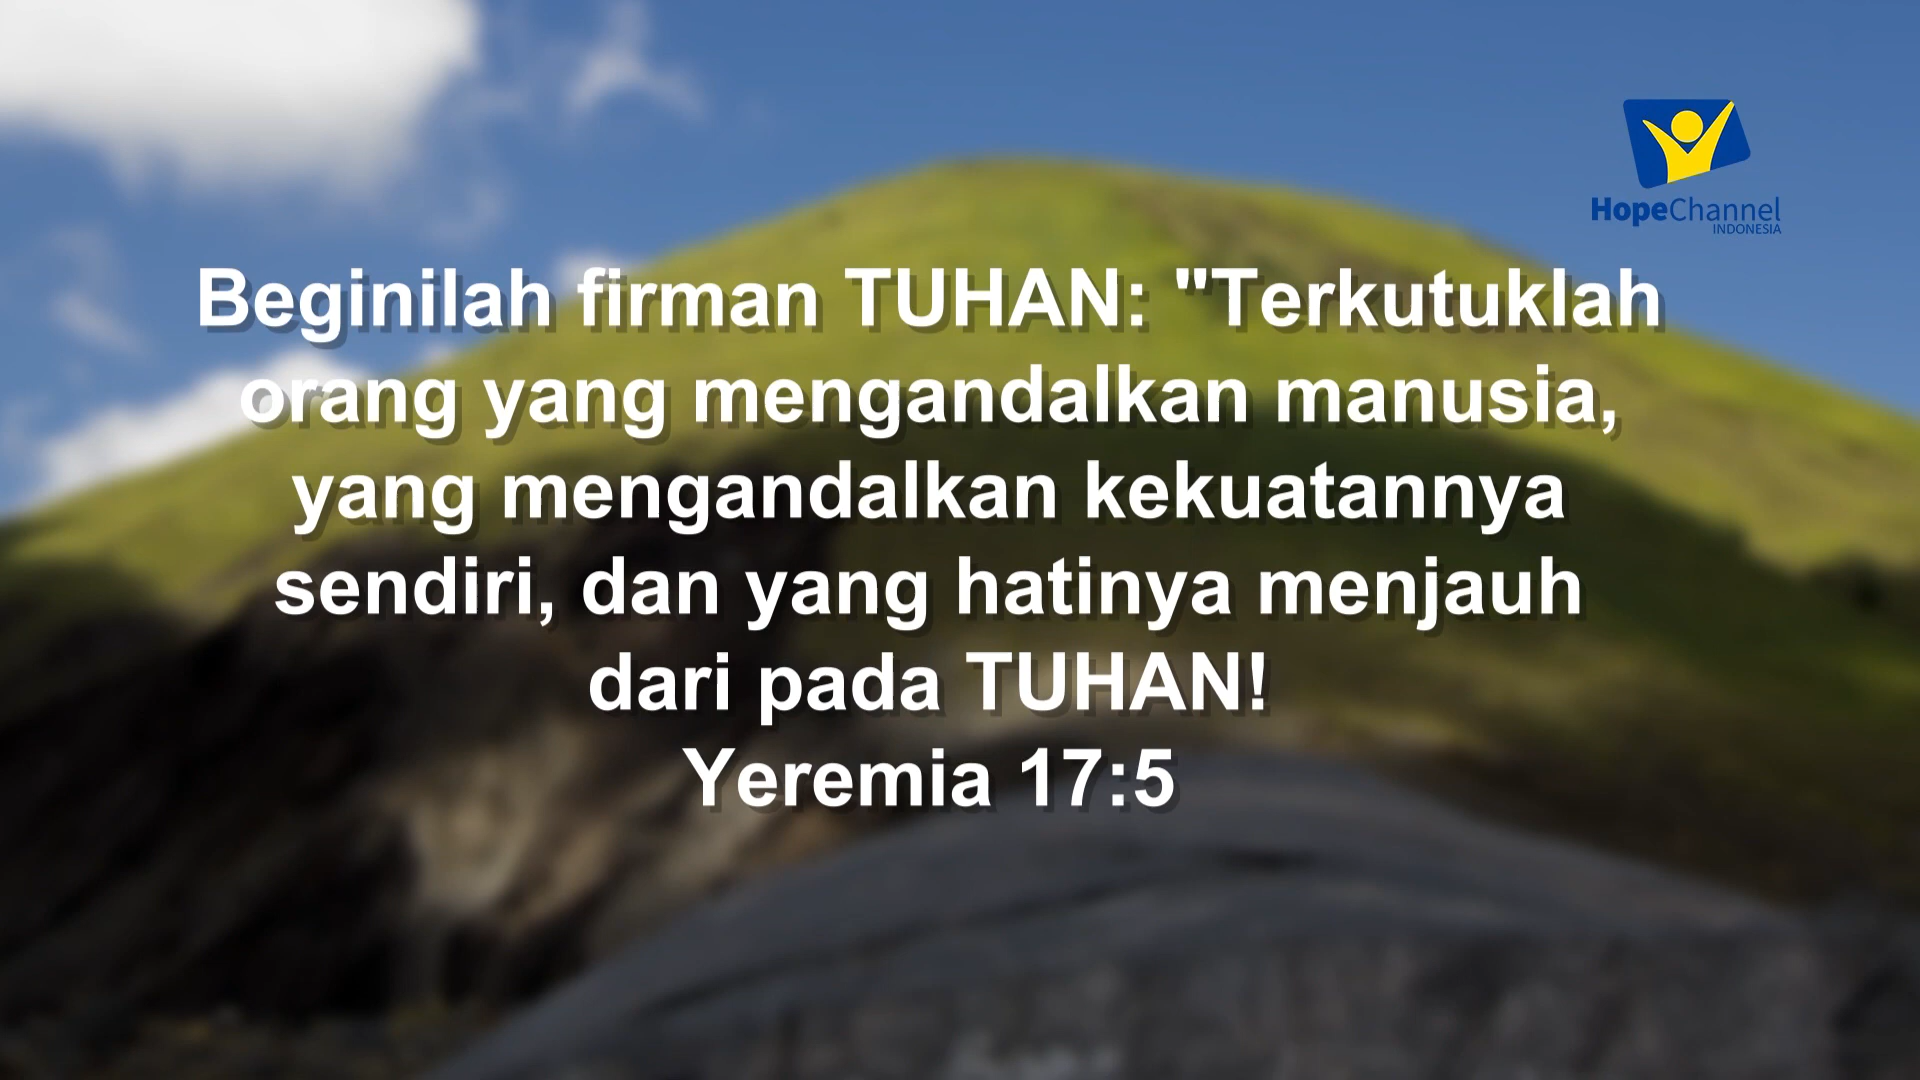 HopeChannel
INDONESIA
Beginilah firman TUHAN: "Terkutuklah
orang yang mengandalkan manusia,
yang mengandalkan kekuatannya
sendiri, dan yang hatinya menjauh
dari pada TUHAN!
Yeremia 17:5